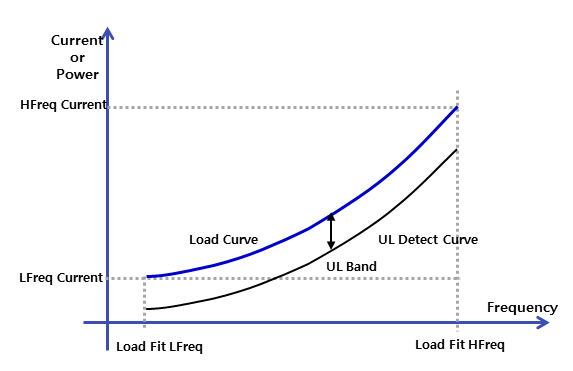 Current
or
Power
HFreq Current
Load Curve
UL Detect Curve
UL Band
LFreq Current
Frequency
Load Fit LFreq
Load Fit HFreq